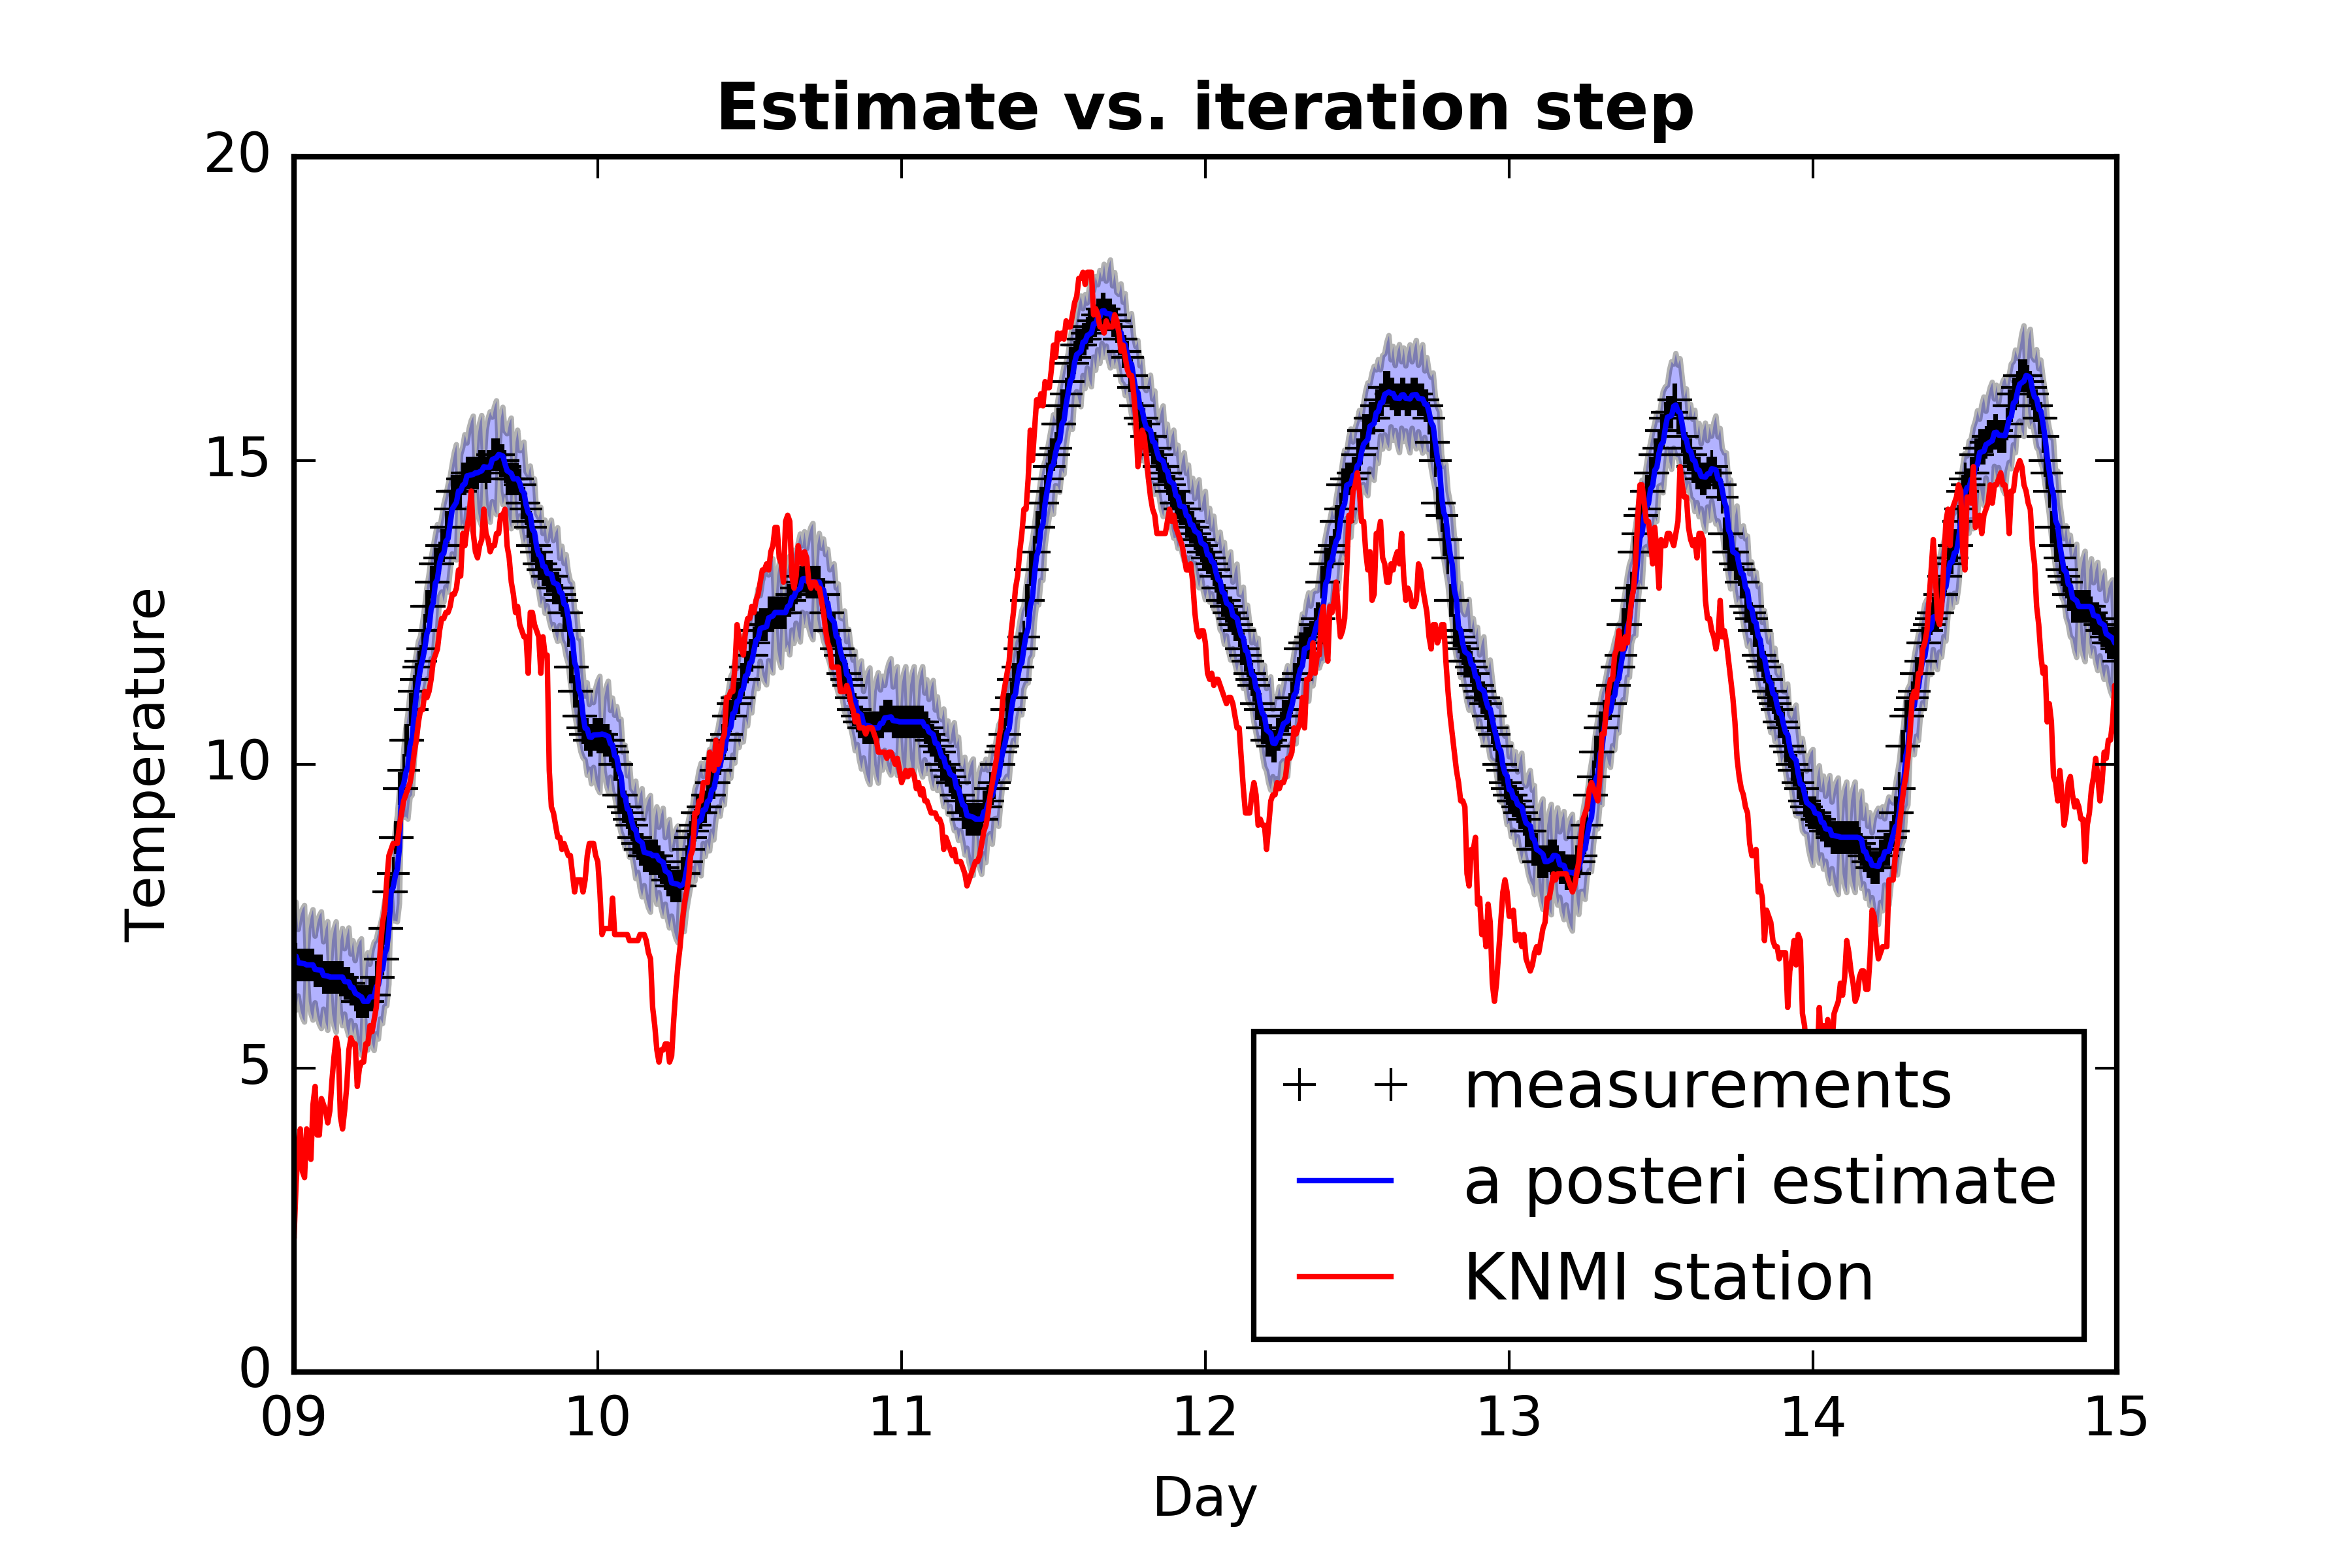 Estimate vs. iteration step
20
15
10
5
0
Temperature
09 10 11 12 13 14 15
Day
measurements
a posteri estimate
KNMI station